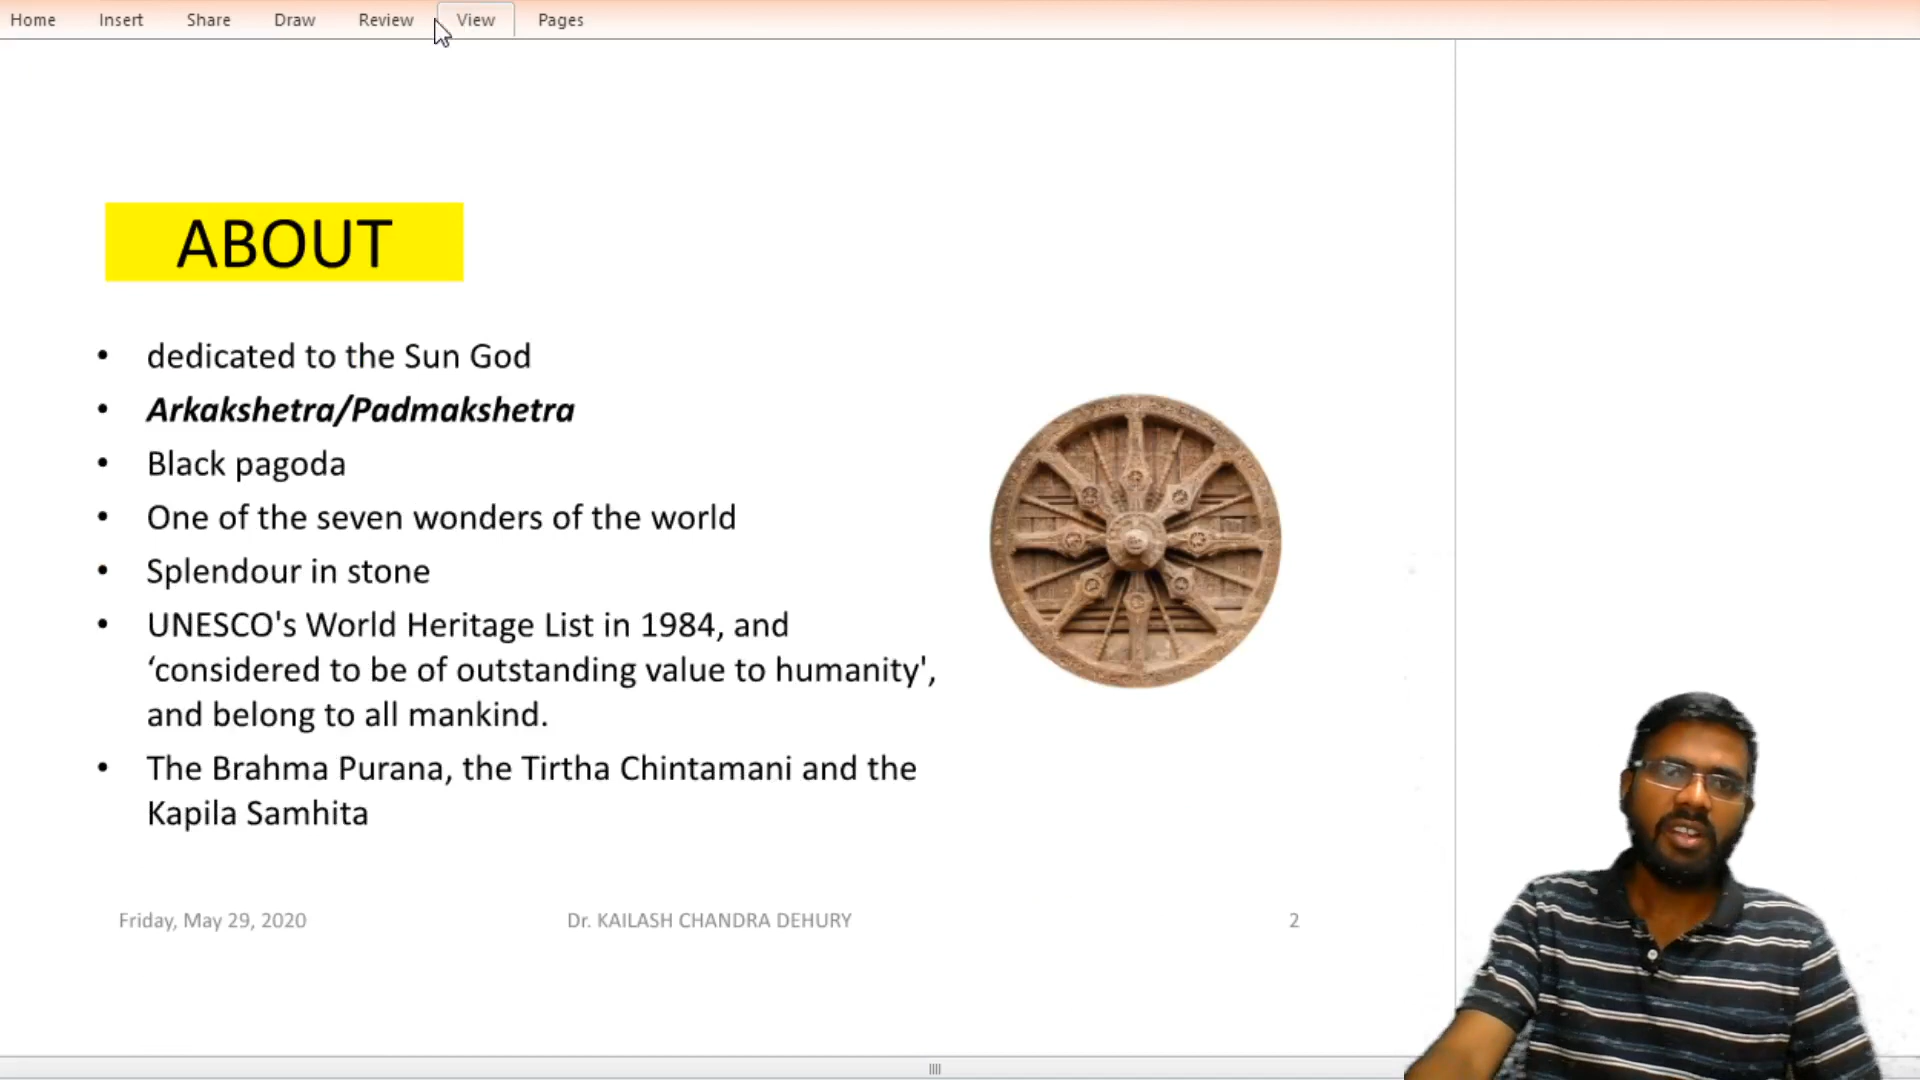 Home Insert Share Draw Review View Pages
ABOUT
• dedicated to the Sun God
• Arkakshetra/Padmakshetra
• Black pagoda
• One of the seven wonders of the world
• Splendour in stone
• UNESCO's World Heritage List in 1984, and
‘considered to be of outstanding value to humanity',
and belong to all mankind.
• The Brahma Purana, the Tirtha Chintamani and the
Kapila Samhita
Friday, May 29, 2020 Dr. KAILASH CHANDRA DEHURY 2